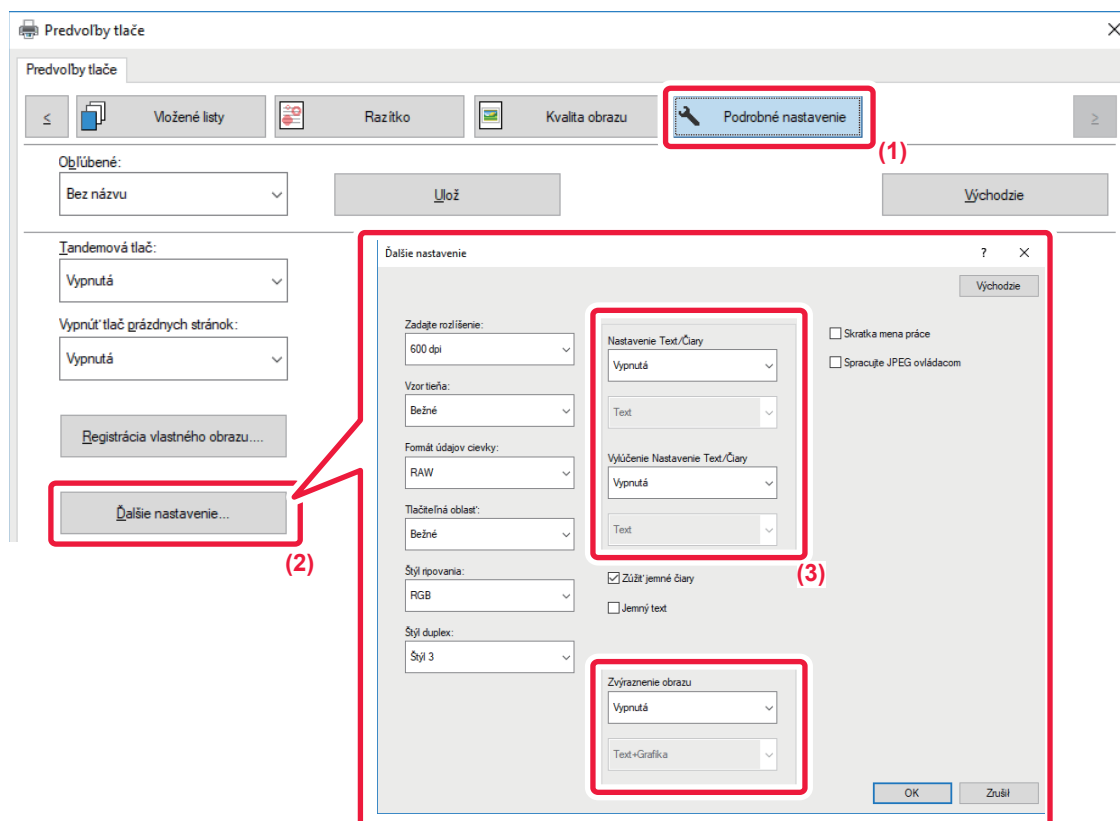 Predvoľby tlače
Predvoľby tlače
<
Vložené listy
Razítko
Kvalita obrazu
Podrobné nastavenie
>
(1)
Obľúbené:
Bez názvu
Ulož
Východzie
Tandemová tlač:
Vypnutá
Vypnúť tlač prázdnych stránok:
Vypnutá
Registrácia vlastného obrazu....
Ďalšie nastavenie...
(2)
Ďalšie nastavenie
?
Východzie
Zadajte rozlíšenie:
600 dpi
Vzor tieňa:
Bežné
Formát údajov cievky:
RAW
Tlačiteľná oblasť:
Bežné
Štýl ripovania:
RGB
Štýl duplex:
Štýl 3
Nastavenie Text/Čiary
Vypnutá
Text
Vylúčenie Nastavenie Text/Čiary
Vypnutá
Text
(3)
Zúžiť jemné čiary
Jemný text
Zvýraznenie obrazu
Vypnutá
Text+Grafika
Skratka mena práce
Spracujte JPEG ovládacom
OK
Zrušiť